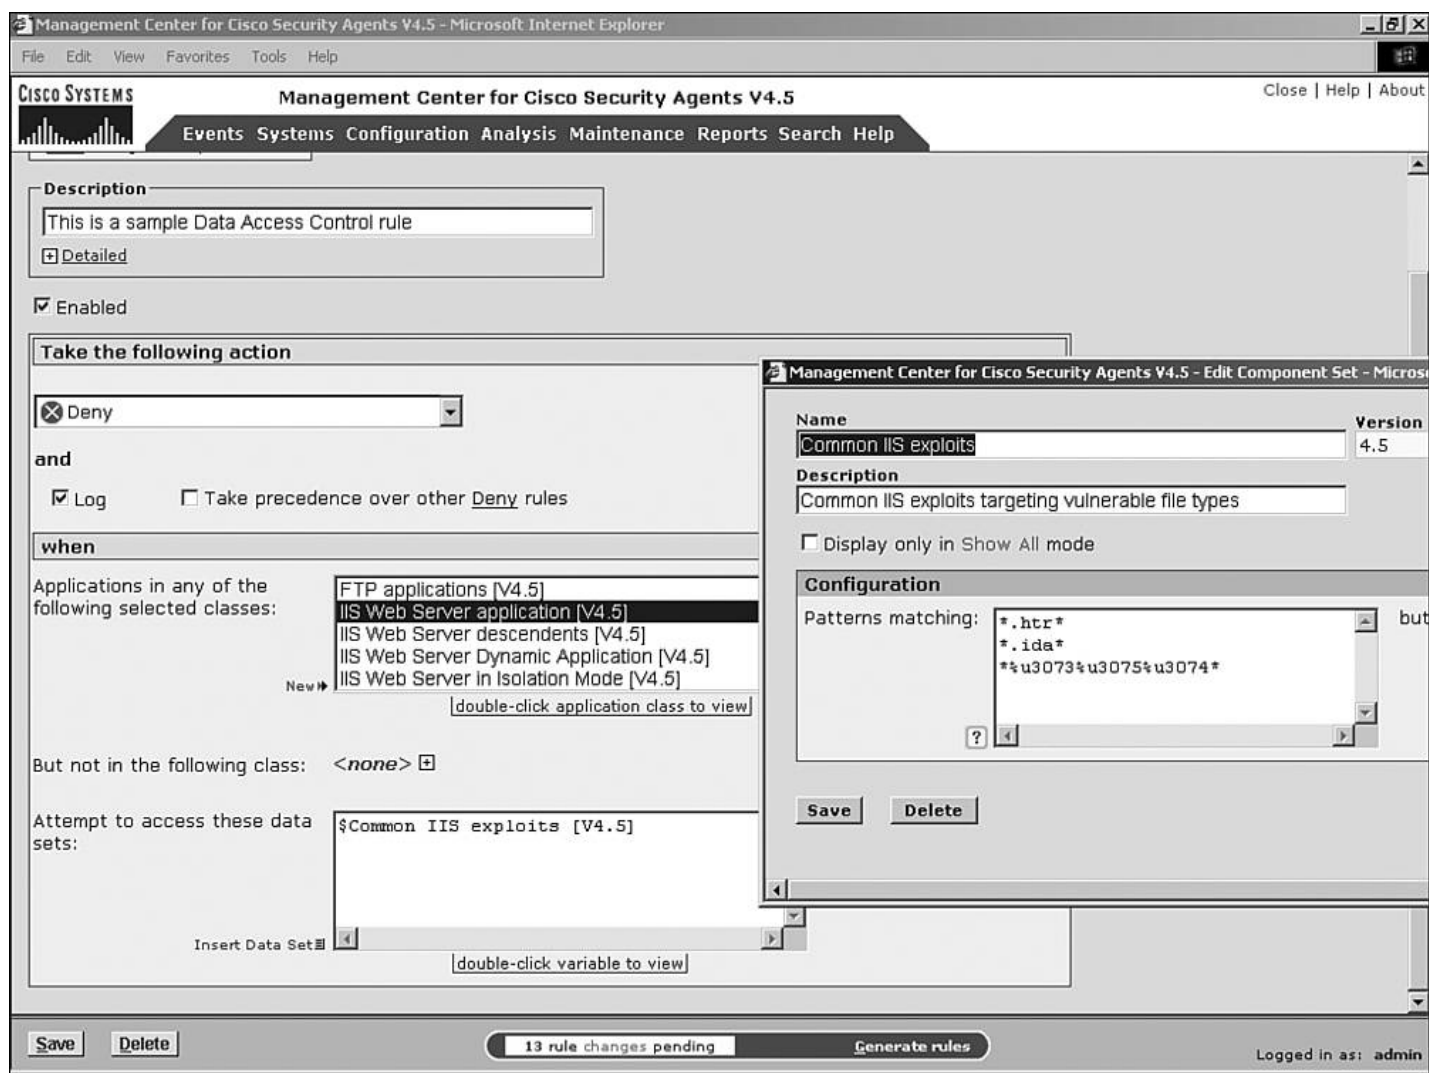 Management Center for Cisco Security Agents V4.5 - Microsoft Internet Explorer
File Edit View Favorites Tools Help
CISCO SYSTEMS
Management Center for Cisco Security Agents V4.5
Close | Help | About
Events Systems Configuration Analysis Maintenance Reports Search Help
Description
This is a sample Data Access Control rule
Detailed
Enabled
Take the following action
Deny
and
Log
Take precedence over other Deny rules
when
Applications in any of the
following selected classes:
FTP applications [V4.5]
IIS Web Server application [V4.5]
IIS Web Server descendents [V4.5]
IIS Web Server Dynamic Application [V4.5]
IIS Web Server in Isolation Mode [V4.5]
New
double-click application class to view
But not in the following class: <none>
Attempt to access these data
sets:
$Common IIS exploits [V4.5]
Insert Data Set
double-click variable to view
Management Center for Cisco Security Agents V4.5 - Edit Component Set - Micros
Name
Version
Common IIS exploits
4.5
Description
Common IIS exploits targeting vulnerable file types
Display only in Show All mode
Configuration
Patterns matching:
*.htr*
*.ida*
*%u3073%u3075%u3074*
but
?
Save Delete
Save Delete
13 rule changes pending
Generate rules
Logged in as: admin